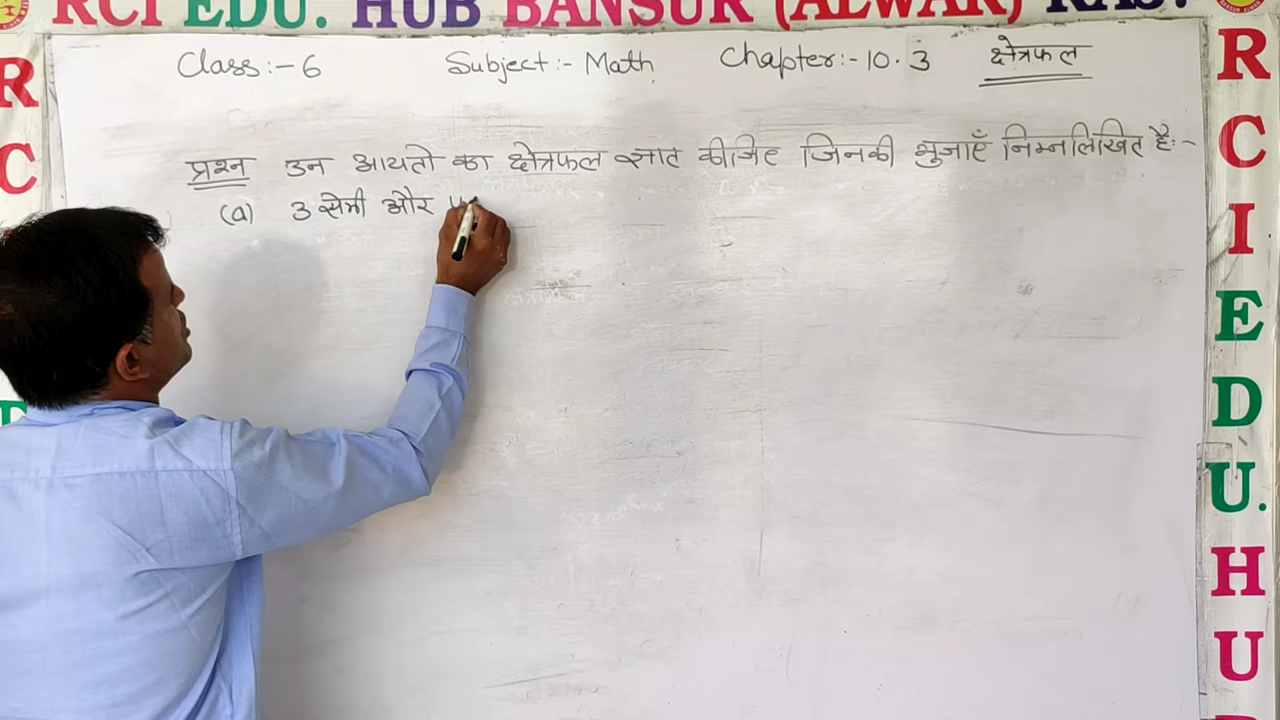 RCI EDU. HUB BANSUR (ALWAR) RAJ.
Class:- 6 Subject:- Math Chapter:- 10.3 क्षेत्रफल
प्रश्न उन आयतो का क्षेत्रफल ज्ञात कीजिए जिनकी भुजाएँ निम्नलिखित है:-
(a) 3 सेमी और
R
C
R
C
I
E
D
U.
H
U